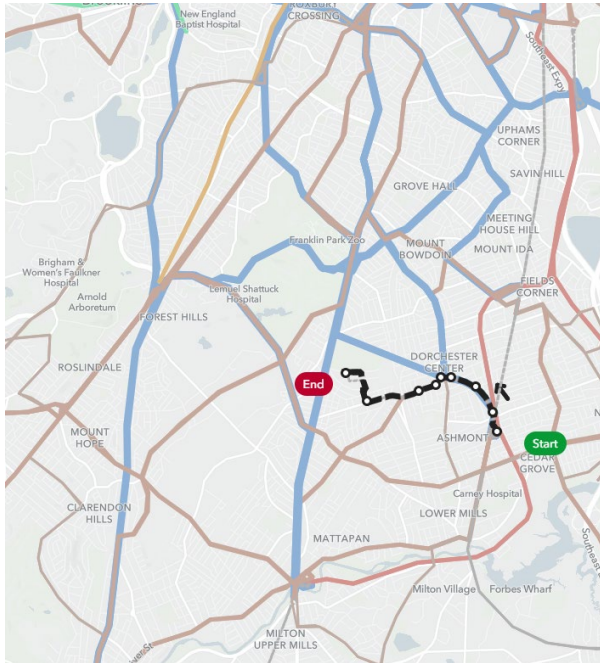 New England
Baptist Hospital
ROXBURY
CROSSING
Southeast Expy
UPHAMS
CORNER
SAVIN HILL
GROVE HALL
MEETING
HOUSE HILL
MOUNT IDA
Franklin Park Zoo
MOUNT
BOWDOIN
Brigham &
Women's Faulkner
Hospital
Lemuel Shattuck
Hospital
FIELDS
CORNER
Arnold
Arboretum
FOREST HILLS
ROSLINDALE
DORCHESTER
CENTER
End
MOUNT
HOPE
ASHMONT
Start
CEDAR
GROVE
Carney Hospital
CLARENDON
HILLS
LOWER MILLS
MATTAPAN
Milton Village
Forbes Wharf
MILTON
UPPER MILLS